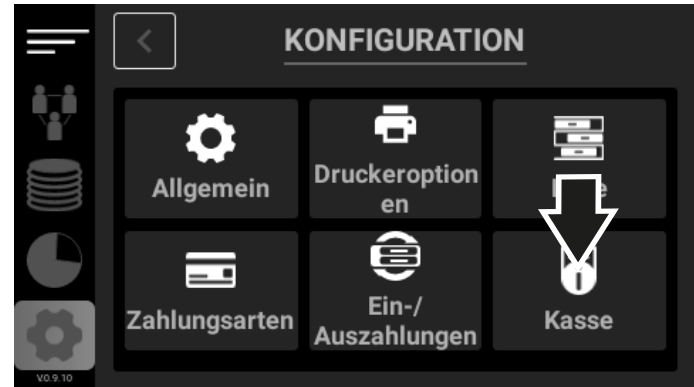 KONFIGURATION
Allgemein
Druckeroption
en
Zahlungsarten
Ein-/
Auszahlungen
Kasse
V0.9.10